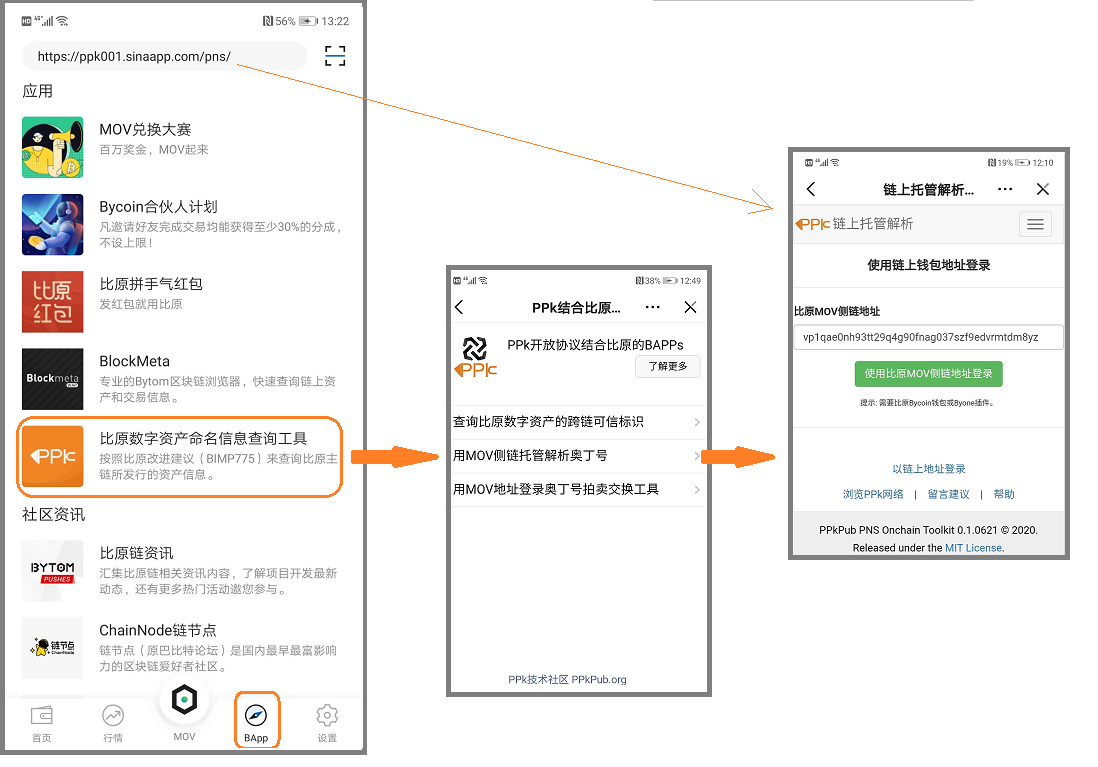 HD 4G 56% 13:22
https://ppk001.sinaapp.com/pns/
应用
MOV兑换大赛
百万奖金，MOV起来
Bycoin合伙人计划
凡邀请好友完成交易均能获得至少30%的分成，
不设上限！
比原
红包
比原拼手气红包
发红包就用比原
Blockmeta
BlockMeta
专业的Bytom区块链浏览器，快速查询链上资
产和交易信息。
PPk
比原数字资产命名信息查询工具
按照比原改进建议（BIMP775）来查询比原主
链所发行的资产信息。
社区资讯
BYTOM
PUSHES
比原链资讯
汇集比原链相关资讯内容，了解项目开发最新
动态，还有更多热门活动邀您参与。
链节点
ChainNode
ChainNode链节点
链节点（原巴比特论坛）是国内最早最富影响
力的区块链爱好者社区。
首页
行情
MOV
BApp
设置
HD 4G 38% 12:49
PPk结合比原...
PPk
PPk开放协议结合比原的BAPPs
了解更多
查询比原数字资产的跨链可信标识
用MOV侧链托管解析奥丁号
用MOV地址登录奥丁号拍卖交换工具
PPk技术社区 PPkPub.org
HD 4G 19% 12:10
链上托管解析...
PPk 链上托管解析
使用链上钱包地址登录
比原MOV侧链地址
vp1qae0nh93tt29q4g90fnag037szf9edvrmtdm8yz
使用比原MOV侧链地址登录
提示: 需要比原Bycoin钱包或Byone插件。
以链上地址登录
浏览PPk网络 | 留言建议 | 帮助
PPkPub PNS Onchain Toolkit 0.1.0621 © 2020.
Released under the MIT License.